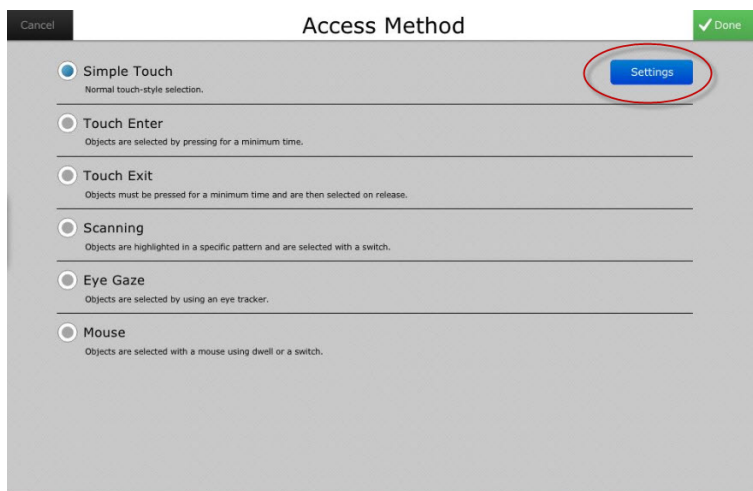 Cancel
Access Method
Done
Simple Touch
Settings
Normal touch-style selection.
Touch Enter
Objects are selected by pressing for a minimum time.
Touch Exit
Objects must be pressed for a minimum time and are then selected on release.
Scanning
Objects are highlighted in a specific pattern and are selected with a switch.
Eye Gaze
Objects are selected by using an eye tracker.
Mouse
Objects are selected with a mouse using dwell or a switch.